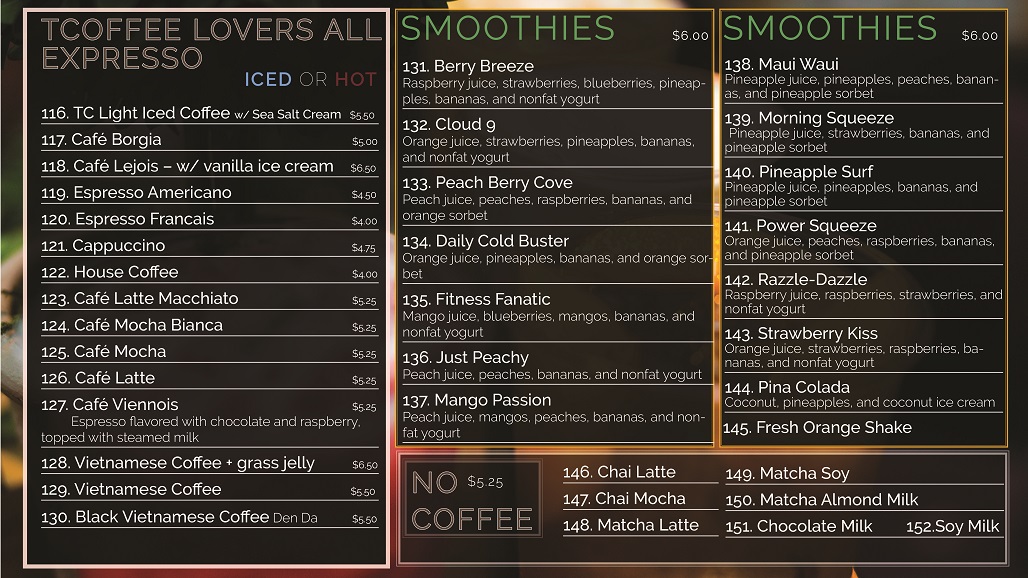 TCOFFEE LOVERS ALL
EXPRESSO
ICED OR HOT
116. TC Light Iced Coffee w/ Sea Salt Cream $5.50
117. Café Borgia $5.00
118. Café Lejois – w/ vanilla ice cream $6.50
119. Espresso Americano $4.50
120. Espresso Francais $4.00
121. Cappuccino $4.75
122. House Coffee $4.00
123. Café Latte Macchiato $5.25
124. Café Mocha Bianca $5.25
125. Café Mocha $5.25
126. Café Latte $5.25
127. Café Viennois $5.25
Espresso flavored with chocolate and raspberry,
topped with steamed milk
128. Vietnamese Coffee + grass jelly $6.50
129. Vietnamese Coffee $5.50
130. Black Vietnamese Coffee Den Da $5.50
SMOOTHIES $6.00
131. Berry Breeze
Raspberry juice, strawberries, blueberries, pineap-
ples, bananas, and nonfat yogurt
132. Cloud 9
Orange juice, strawberries, pineapples, bananas,
and nonfat yogurt
133. Peach Berry Cove
Peach juice, peaches, raspberries, bananas, and
orange sorbet
134. Daily Cold Buster
Orange juice, pineapples, bananas, and orange sor-
bet
135. Fitness Fanatic
Mango juice, blueberries, mangos, bananas, and
nonfat yogurt
136. Just Peachy
Peach juice, peaches, bananas, and nonfat yogurt
137. Mango Passion
Peach juice, mangos, peaches, bananas, and non-
fat yogurt
SMOOTHIES $6.00
138. Maui Waui
Pineapple juice, pineapples, peaches, banan-
as, and pineapple sorbet
139. Morning Squeeze
Pineapple juice, strawberries, bananas, and
pineapple sorbet
140. Pineapple Surf
Pineapple juice, pineapples, bananas, and
pineapple sorbet
141. Power Squeeze
Orange juice, peaches, raspberries, bananas,
and pineapple sorbet
142. Razzle-Dazzle
Raspberry juice, raspberries, strawberries, and
nonfat yogurt
143. Strawberry Kiss
Orange juice, strawberries, raspberries, ba-
nanas, and nonfat yogurt
144. Pina Colada
Coconut, pineapples, and coconut ice cream
145. Fresh Orange Shake
NO $5.25
COFFEE
146. Chai Latte
147. Chai Mocha
148. Matcha Latte
149. Matcha Soy
150. Matcha Almond Milk
151. Chocolate Milk 152.Soy Milk